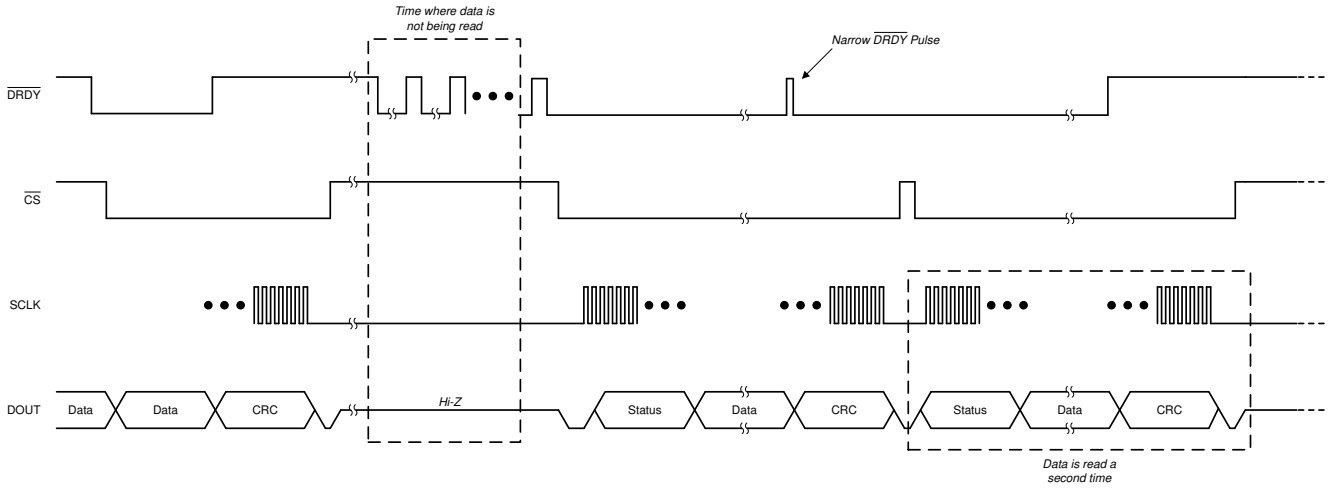 Time where data is
not being read
Narrow DRDY Pulse
DRDY
CS
SCLK
DOUT Data Data CRC Hi-Z Status Data CRC Status Data CRC
Data is read a
second time